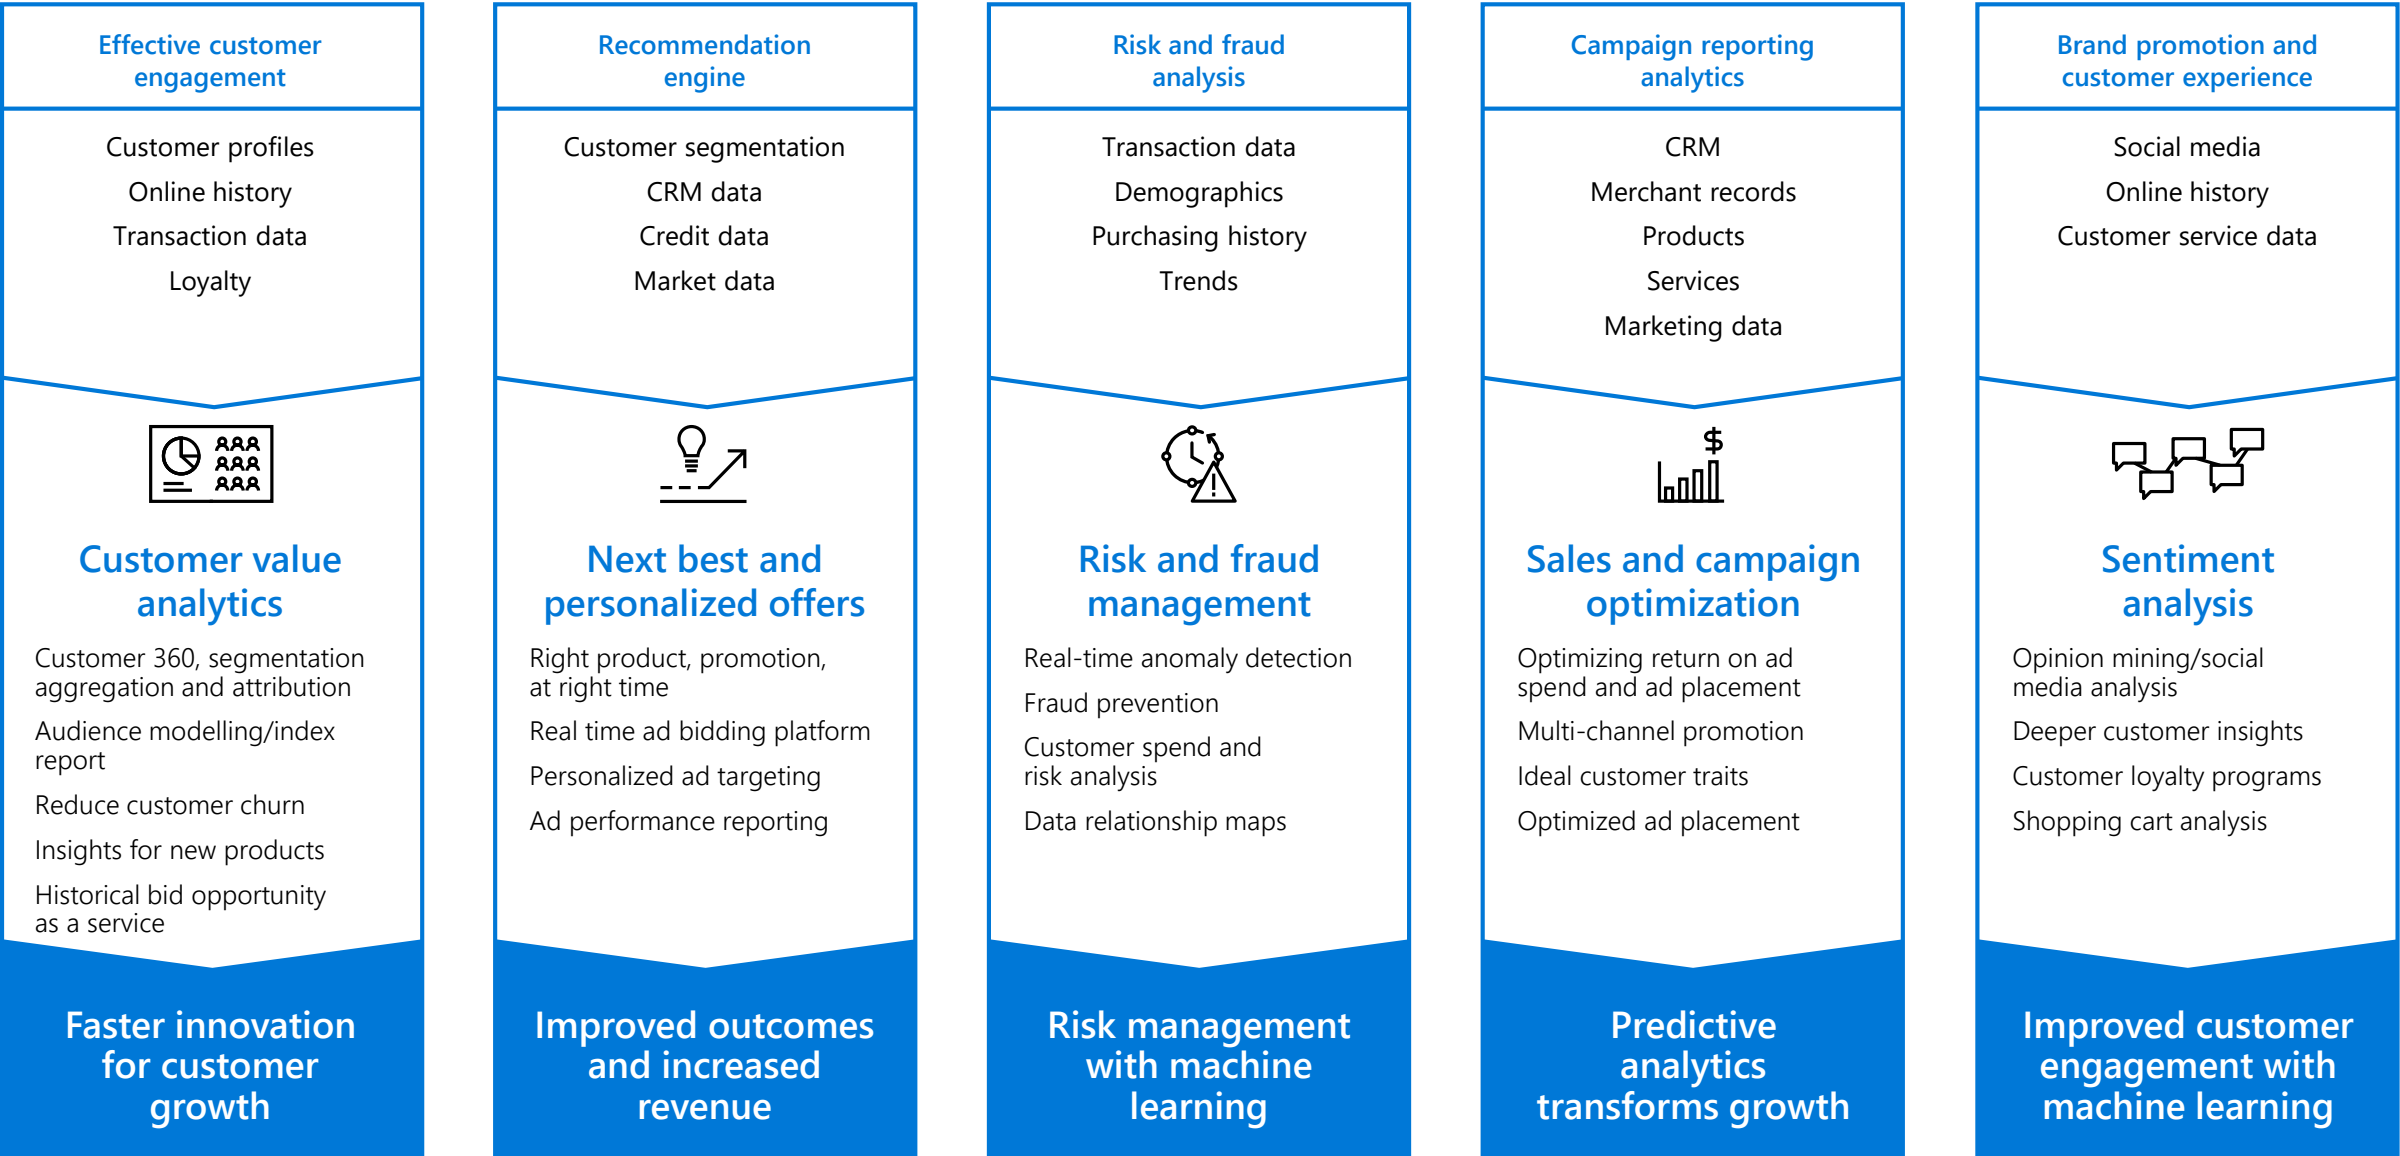 Effective customer
engagement
Customer profiles
Online history
Transaction data
Loyalty
Customer value
analytics
Customer 360, segmentation
aggregation and attribution
Audience modelling/index
report
Reduce customer churn
Insights for new products
Historical bid opportunity
as a service
Faster innovation
for customer
growth
Recommendation
engine
Customer segmentation
CRM data
Credit data
Market data
Next best and
personalized offers
Right product, promotion,
at right time
Real time ad bidding platform
Personalized ad targeting
Ad performance reporting
Improved outcomes
and increased
revenue
Risk and fraud
analysis
Transaction data
Demographics
Purchasing history
Trends
Risk and fraud
management
Real-time anomaly detection
Fraud prevention
Customer spend and
risk analysis
Data relationship maps
Risk management
with machine
learning
Campaign reporting
analytics
CRM
Merchant records
Products
Services
Marketing data
$
Sales and campaign
optimization
Optimizing return on ad
spend and ad placement
Multi-channel promotion
Ideal customer traits
Optimized ad placement
Predictive
analytics
transforms growth
Brand promotion and
customer experience
Social media
Online history
Customer service data
Sentiment
analysis
Opinion mining/social
media analysis
Deeper customer insights
Customer loyalty programs
Shopping cart analysis
Improved customer
engagement with
machine learning